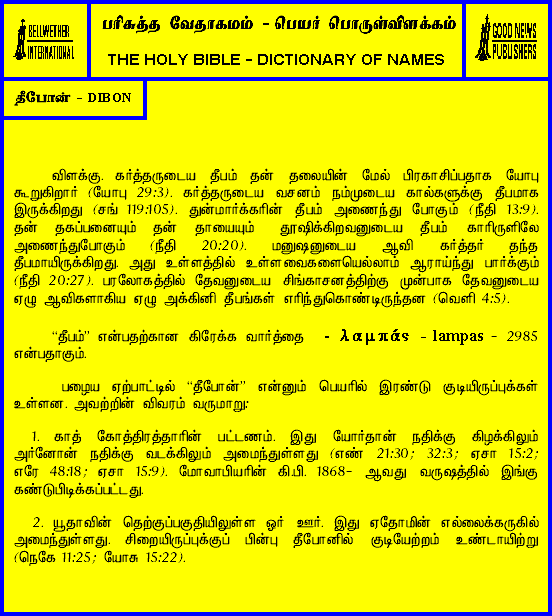 BELLWETHER
INTERNATIONAL
பரிசுத்த வேதாகமம் - பெயர் பொருள்விளக்கம்
THE HOLY BIBLE - DICTIONARY OF NAMES
GOOD NEWS
PUBLISHERS
தீபோன் - DIBON
விளக்கு. கர்த்தருடைய தீபம் தன் தலையின் மேல் பிரகாசிப்பதாக யோபு
கூறுகிறார் (யோபு 29:3). கர்த்தருடைய வசனம் நம்முடைய கால்களுக்கு தீபமாக
இருக்கிறது (சங் 119:105). துன்மார்க்கரின் தீபம் அணைந்து போகும் (நீதி 13:9).
தன் தகப்பனையும் தன் தாயையும் தூஷிக்கிறவனுடைய தீபம் காரிருளிலே
அணைந்துபோகும் (நீதி 20:20). மனுஷனுடைய ஆவி கர்த்தர் தந்த
தீபமாயிருக்கிறது. அது உள்ளத்தில் உள்ளவைகளையெல்லாம் ஆராய்ந்து பார்க்கும்
(நீதி 20:27). பரலோகத்தில் தேவனுடைய சிங்காசனத்திற்கு முன்பாக தேவனுடைய
ஏழு ஆவிகளாகிய ஏழு அக்கினி தீபங்கள் எரிந்துகொண்டிருந்தன (வெளி 4:5).
"தீபம்" என்பதற்கான கிரேக்க வார்த்தை - λαμπάς - lampas - 2985
என்பதாகும்.
பழைய ஏற்பாட்டில் "தீபோன்" என்னும் பெயரில் இரண்டு குடியிருப்புக்கள்
உள்ளன. அவற்றின் விவரம் வருமாறு:
1. காத் கோத்திரத்தாரின் பட்டணம். இது யோர்தான் நதிக்கு கிழக்கிலும்
அர்னோன் நதிக்கு வடக்கிலும் அமைந்துள்ளது (எண் 21:30; 32:3; ஏசா 15:2;
எரே 48:18; ஏசா 15:9). மோவாபியரின் கி.பி. 1868- ஆவது வருஷத்தில் இங்கு
கண்டுபிடிக்கப்பட்டது.
2. யூதாவின் தெற்குப்பகுதியிலுள்ள ஓர் ஊர். இது ஏதோமின் எல்லைக்கருகில்
அமைந்துள்ளது. சிறையிருப்புக்குப் பின்பு தீபோனில் குடியேற்றம் உண்டாயிற்று
(நெகே 11:25; யோசு 15:22).